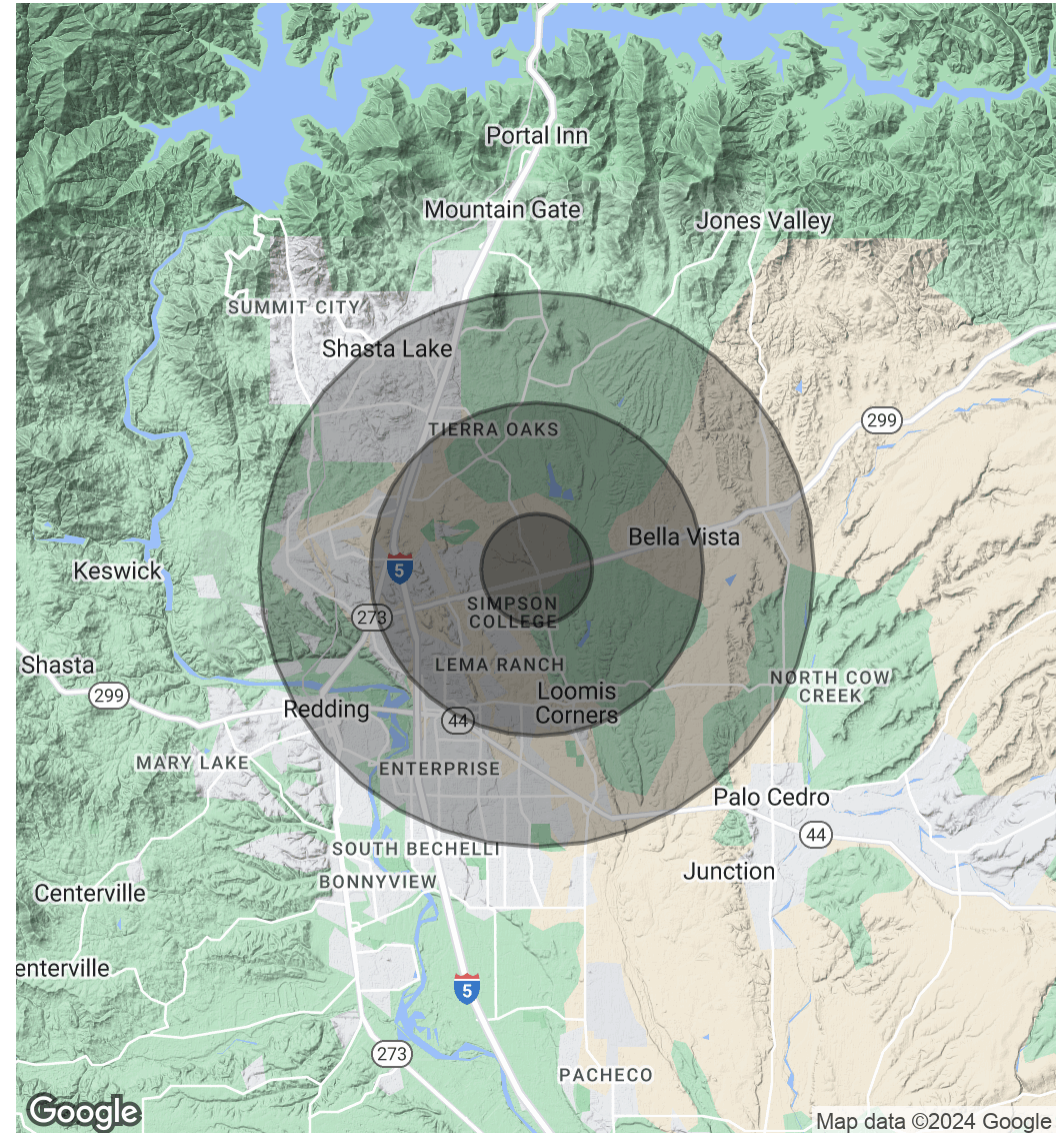 Portal Inn
Mountain Gate
Jones Valley
SUMMIT CITY
Shasta Lake
299
TIERRA OAKS
Bella Vista
Keswick
5
SIMPSON
COLLEGE
273
Shasta
LEMA RANCH
299
NORTH COW
CREEK
Loomis
Corners
Redding
44
MARY LAKE
ENTERPRISE
Palo Cedro
44
SOUTH BECHELLI
Junction
BONNYVIEW
Centerville
enterville
5
273
PACHECO
Google
Map data ©2024 Google